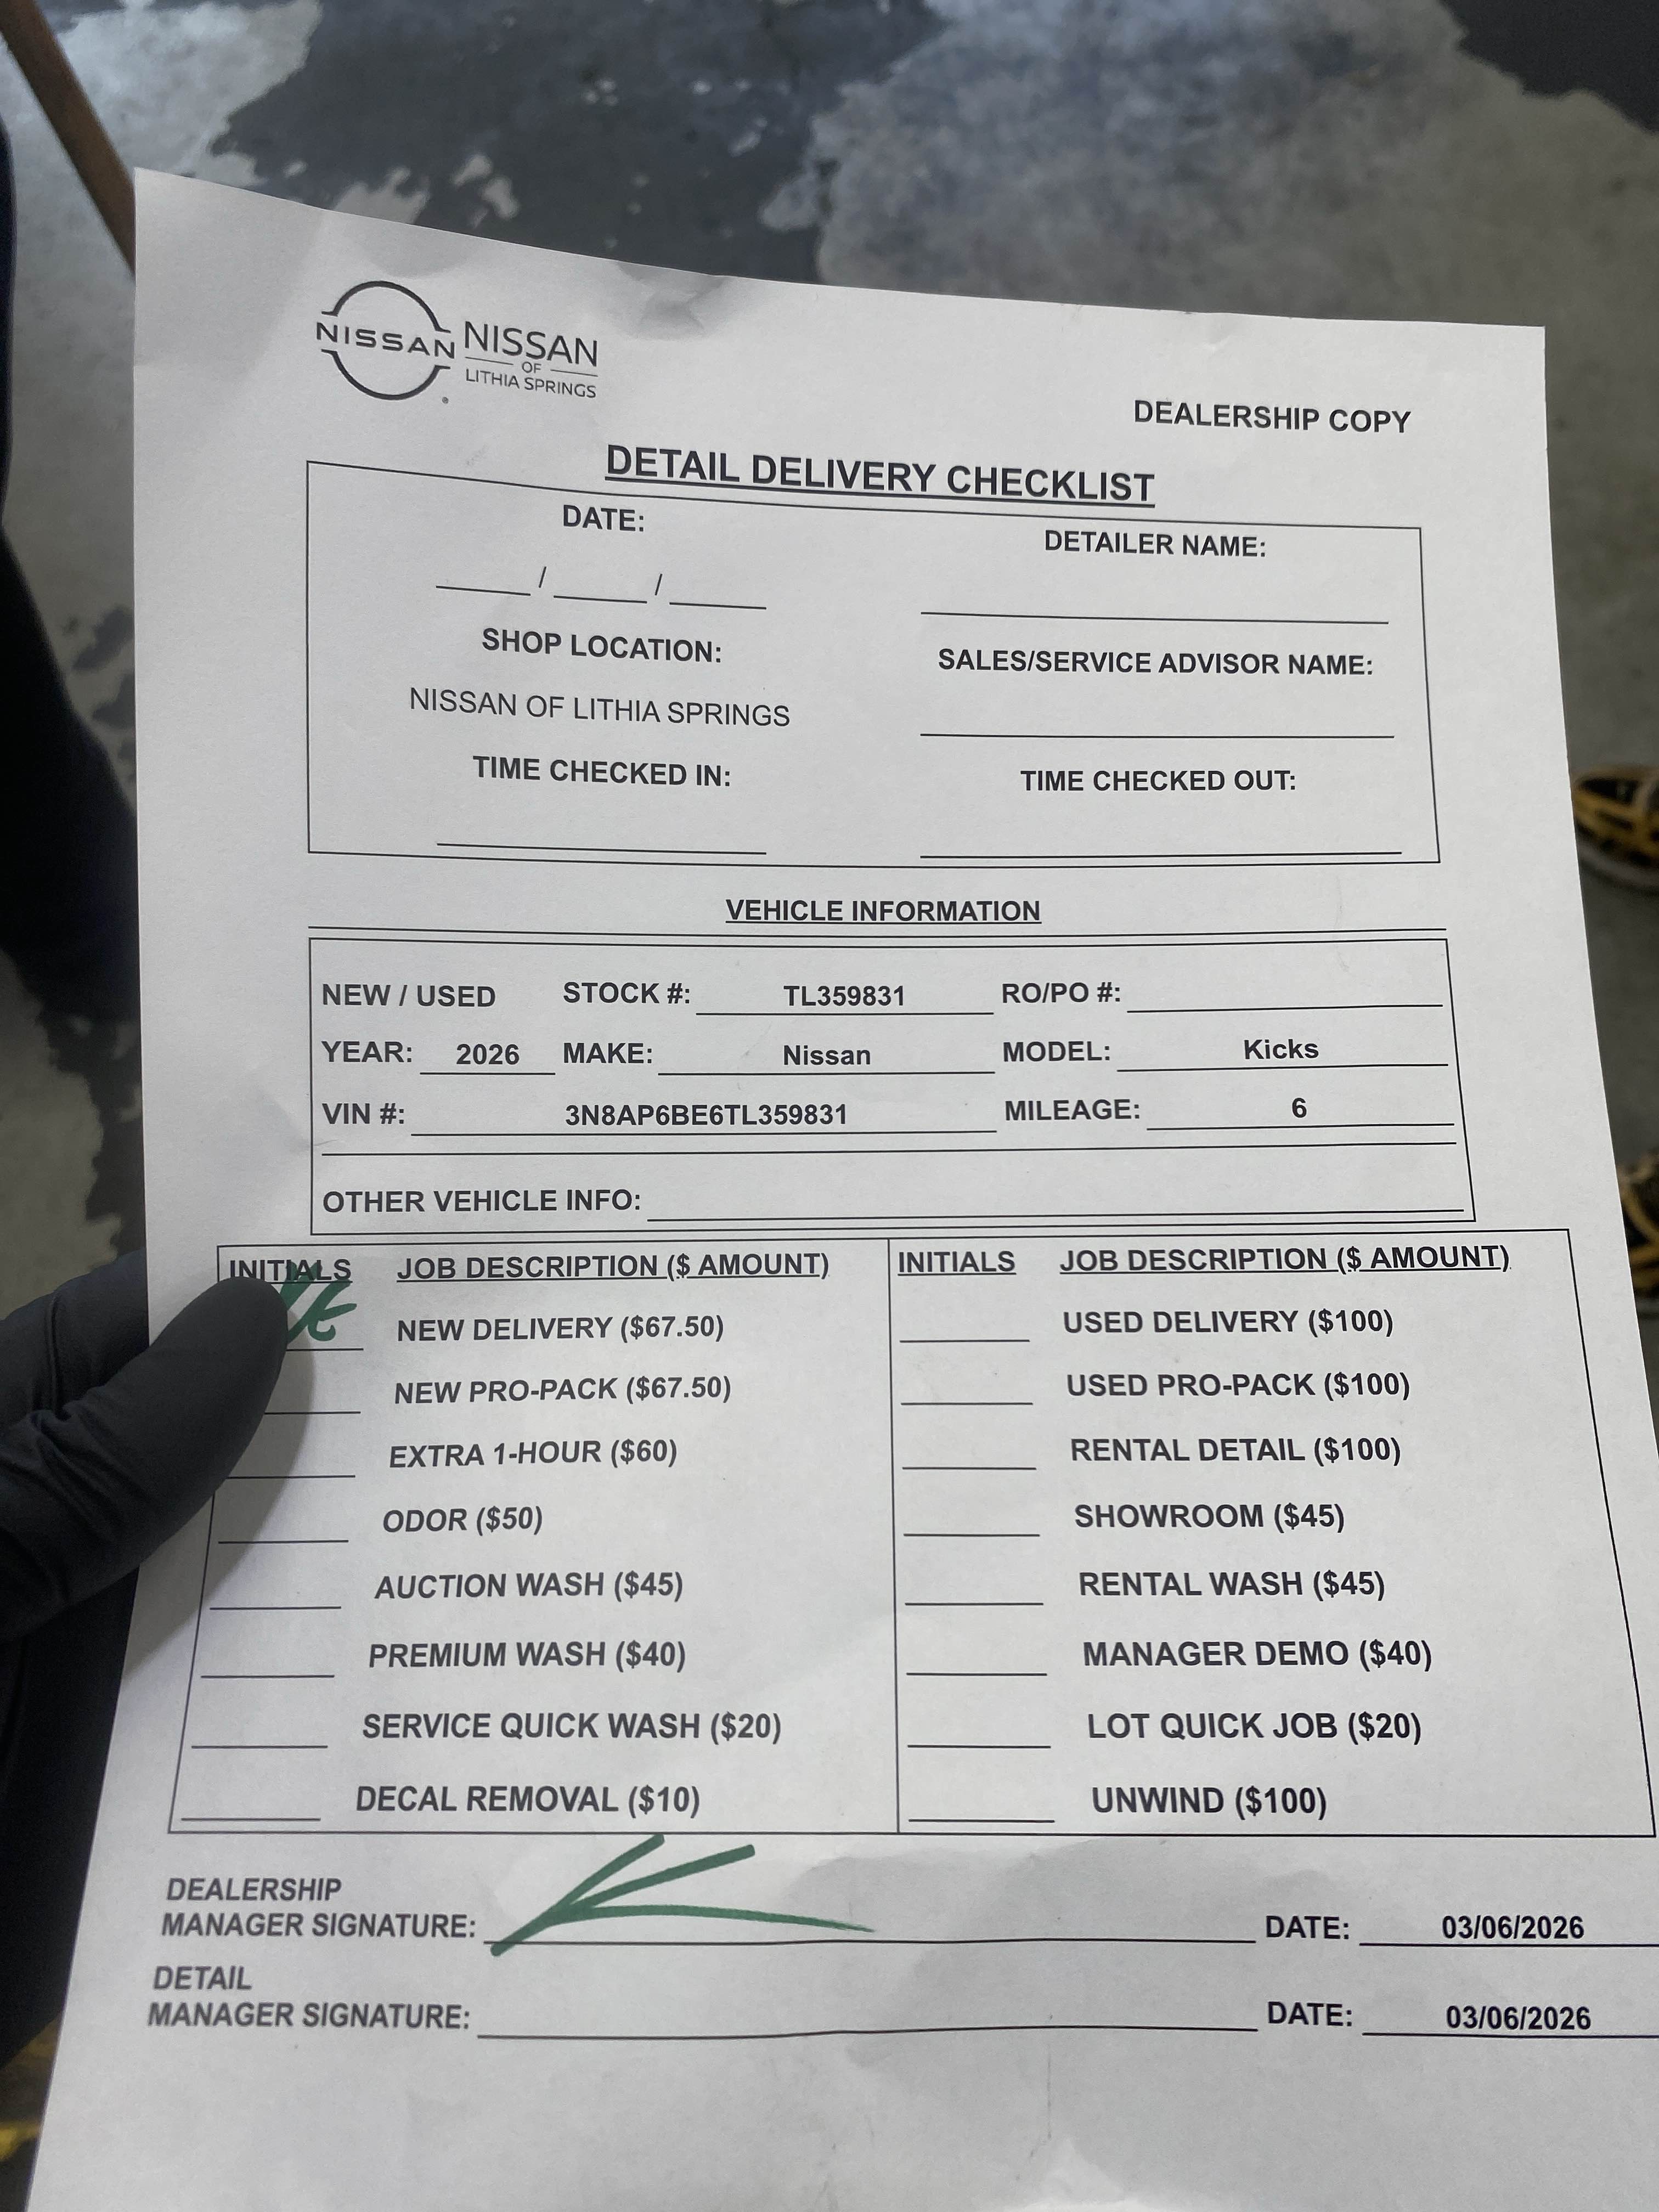 NISSAN
NISSAN
OF
LITHIA SPRINGS
DEALERSHIP COPY
DETAIL DELIVERY CHECKLIST
DATE:
DETAILER NAME:
____ / ____ / ____
SHOP LOCATION:
SALES/SERVICE ADVISOR NAME:
NISSAN OF LITHIA SPRINGS
TIME CHECKED IN:
TIME CHECKED OUT:
VEHICLE INFORMATION
NEW / USED STOCK #: TL359831 RO/PO #:
YEAR: 2026 MAKE: Nissan MODEL: Kicks
VIN #: 3N8AP6BE6TL359831 MILEAGE: 6
OTHER VEHICLE INFO:
INITIALS JOB DESCRIPTION ($ AMOUNT) INITIALS JOB DESCRIPTION ($ AMOUNT)
NEW DELIVERY ($67.50) USED DELIVERY ($100)
NEW PRO-PACK ($67.50) USED PRO-PACK ($100)
EXTRA 1-HOUR ($60) RENTAL DETAIL ($100)
ODOR ($50) SHOWROOM ($45)
AUCTION WASH ($45) RENTAL WASH ($45)
PREMIUM WASH ($40) MANAGER DEMO ($40)
SERVICE QUICK WASH ($20) LOT QUICK JOB ($20)
DECAL REMOVAL ($10) UNWIND ($100)
DEALERSHIP
MANAGER SIGNATURE: DATE: 03/06/2026
DETAIL
MANAGER SIGNATURE: DATE: 03/06/2026